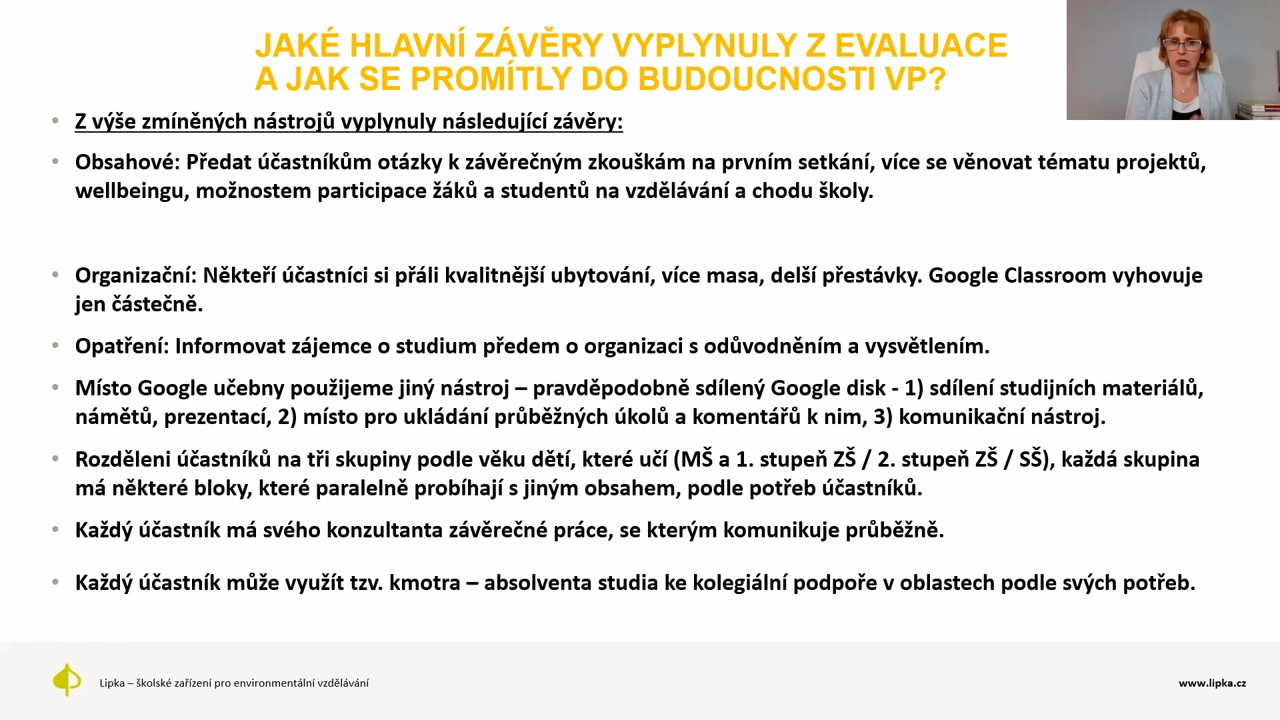 JAKÉ HLAVNÍ ZÁVĚRY VYPLYNULY Z EVALUACE
A JAK SE PROMÍTLY DO BUDOUCNOSTI VP?
• Z výše zmíněných nástrojů vyplynuly následující závěry:
• Obsahové: Předat účastníkům otázky k závěrečným zkouškám na prvním setkání, více se věnovat tématu projektů,
wellbeingu, možnostem participace žáků a studentů na vzdělávání a chodu školy.
• Organizační: Někteří účastníci si přáli kvalitnější ubytování, více masa, delší přestávky. Google Classroom vyhovuje
jen částečně.
• Opatření: Informovat zájemce o studium předem o organizaci s odůvodněním a vysvětlením.
• Místo Google učebny použijeme jiný nástroj – pravděpodobně sdílený Google disk - 1) sdílení studijních materiálů,
námětů, prezentací, 2) místo pro ukládání průběžných úkolů a komentářů k nim, 3) komunikační nástroj.
• Rozděleni účastníků na tři skupiny podle věku dětí, které učí (MŠ a 1. stupeň ZŠ / 2. stupeň ZŠ / SŠ), každá skupina
má některé bloky, které paralelně probíhají s jiným obsahem, podle potřeb účastníků.
• Každý účastník má svého konzultanta závěrečné práce, se kterým komunikuje průběžně.
• Každý účastník může využít tzv. kmotra – absolventa studia ke kolegiální podpoře v oblastech podle svých potřeb.
Lipka – školské zařízení pro environmentální vzdělávání
www.lipka.cz